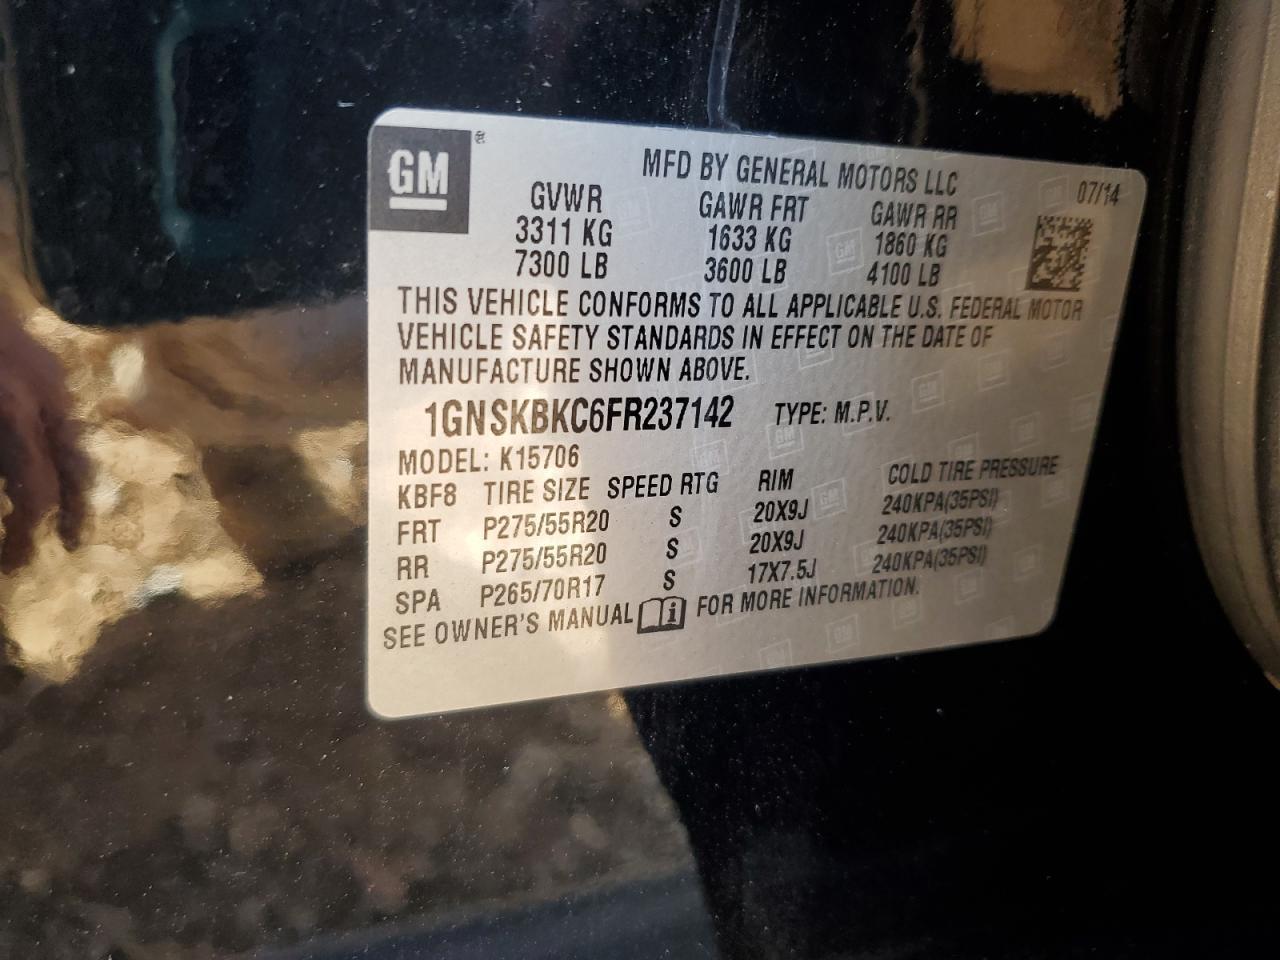 GM ®
MFD BY GENERAL MOTORS LLC
07/14
GVWR GAWR FRT GAWR RR
3311 KG 1633 KG 1860 KG
7300 LB 3600 LB 4100 LB
THIS VEHICLE CONFORMS TO ALL APPLICABLE U.S. FEDERAL MOTOR
VEHICLE SAFETY STANDARDS IN EFFECT ON THE DATE OF
MANUFACTURE SHOWN ABOVE.
1GNSKBKC6FR237142 TYPE: M.P.V.
MODEL: K15706
KBF8 TIRE SIZE SPEED RTG RIM COLD TIRE PRESSURE
FRT P275/55R20 S 20X9J 240KPA(35PSI)
RR P275/55R20 S 20X9J 240KPA(35PSI)
SPA P265/70R17 S 17X7.5J 240KPA(35PSI)
SEE OWNER'S MANUAL i FOR MORE INFORMATION.